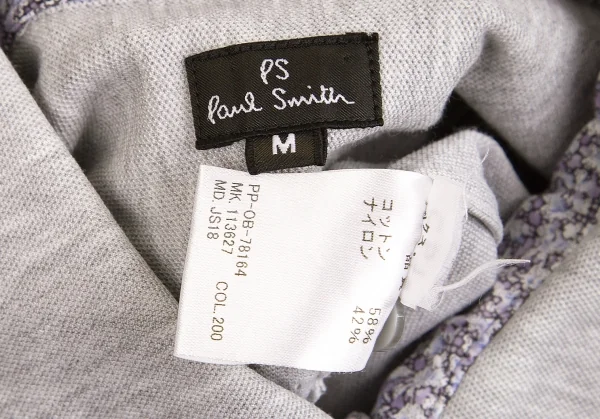 PS
Paul Smith
M
PP-OB-78164
MK. 113627
MD. JS18 COL. 200
コットン 58%
ナイロン 42%